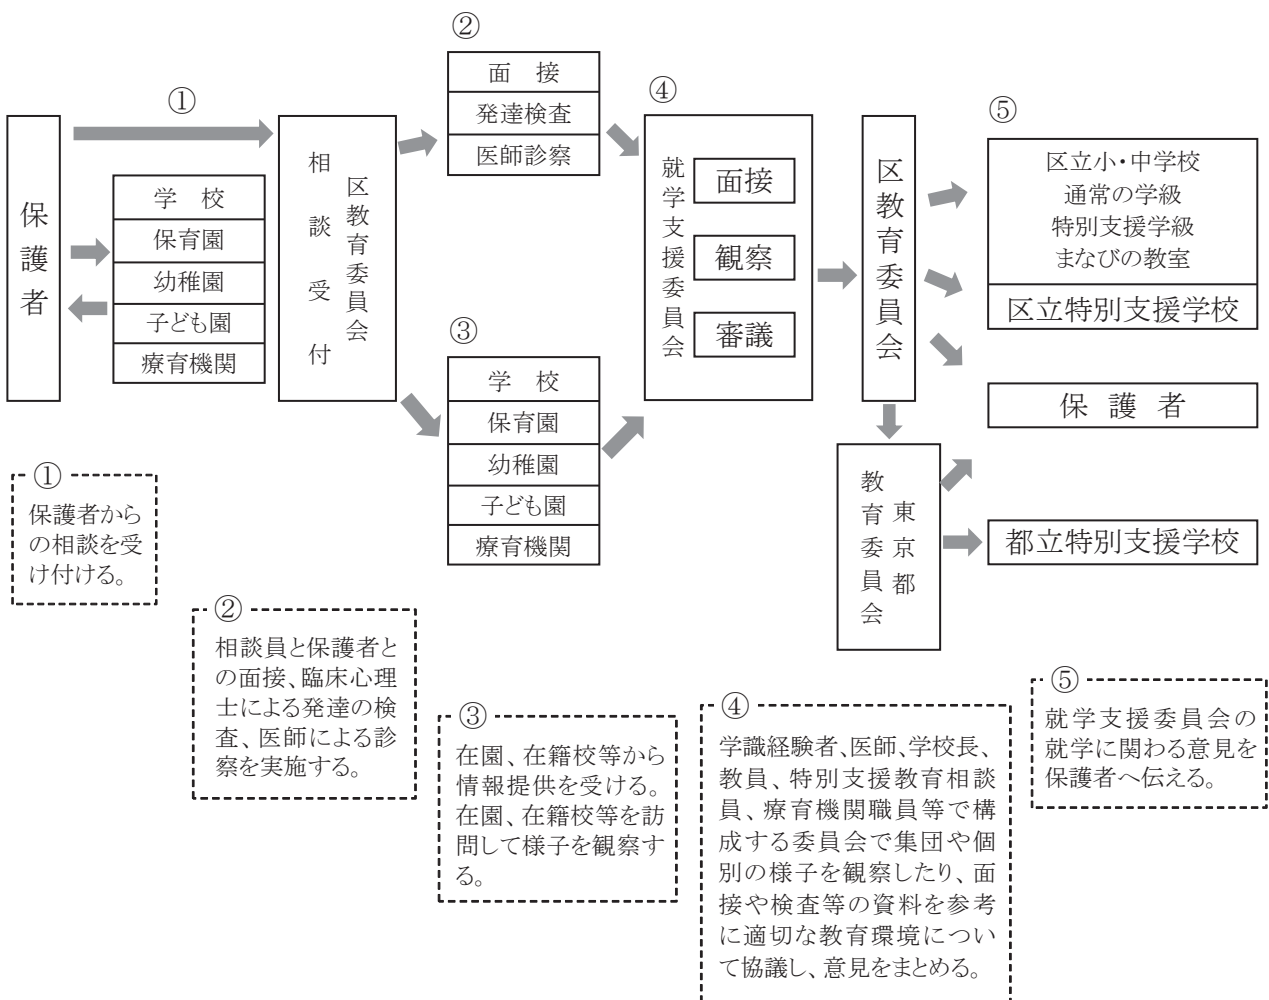 ①
保護者
学　校
保育園
幼稚園
子ども園
療育機関
区教育委員会
相談受付
②
面　接
発達検査
医師診察
③
学　校
保育園
幼稚園
子ども園
療育機関
④
就学支援委員会
面接
観察
審議
区教育委員会
東京都
教育委員会
⑤
区立小・中学校
通常の学級
特別支援学級
まなびの教室
区立特別支援学校
保　護　者
都立特別支援学校
①
保護者から
の相談を受
け付ける。
②
相談員と保護者と
の面接、臨床心理
士による発達の検
査、医師による診
察を実施する。
③
在園、在籍校等から
情報提供を受ける。
在園、在籍校等を訪
問して様子を観察す
る。
④
学識経験者、医師、学校長、
教員、特別支援教育相談
員、療育機関職員等で構
成する委員会で集団や個
別の様子を観察したり、面
接や検査等の資料を参考
に適切な教育環境につい
て協議し、意見をまとめる。
⑤
就学支援委員会の
就学に関わる意見を
保護者へ伝える。